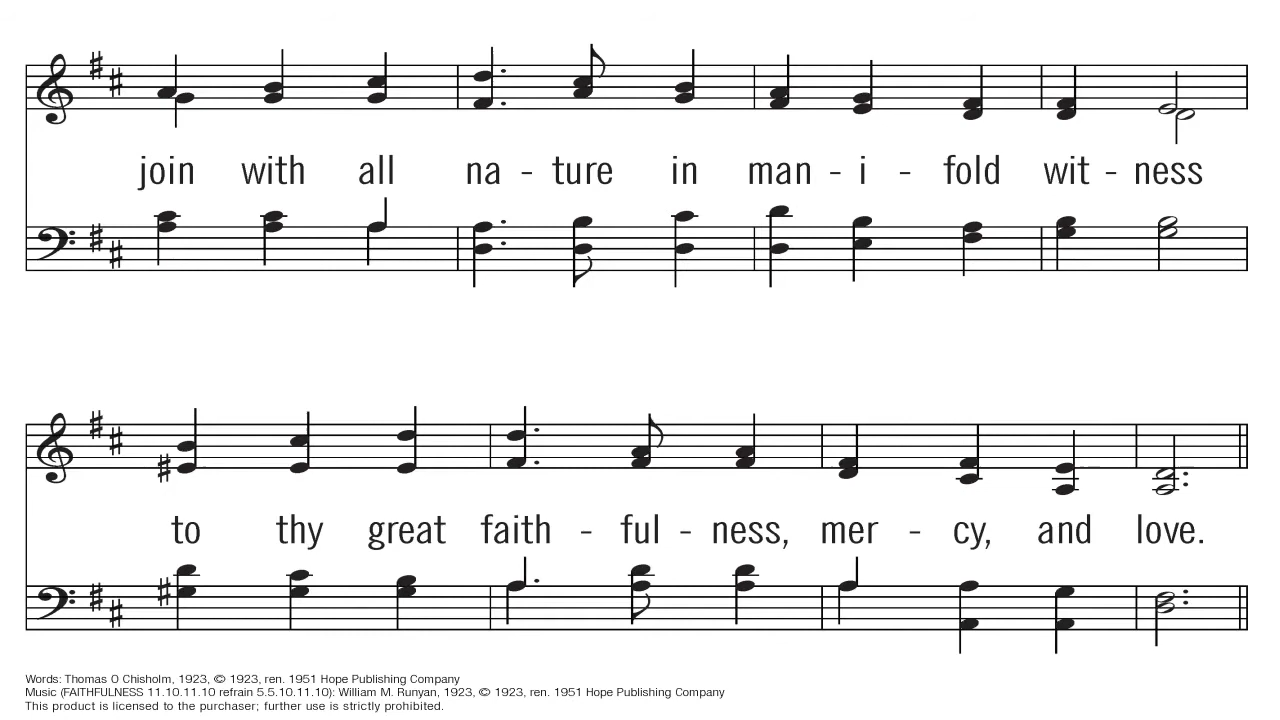 join with all na - ture in man - i - fold wit - ness
to thy great faith - ful - ness, mer - cy, and love.
Words: Thomas O Chisholm, 1923, © 1923, ren. 1951 Hope Publishing Company
Music (FAITHFULNESS 11.10.11.10 refrain 5.5.10.11.10): William M. Runyan, 1923, © 1923, ren. 1951 Hope Publishing Company
This product is licensed to the purchaser; further use is strictly prohibited.